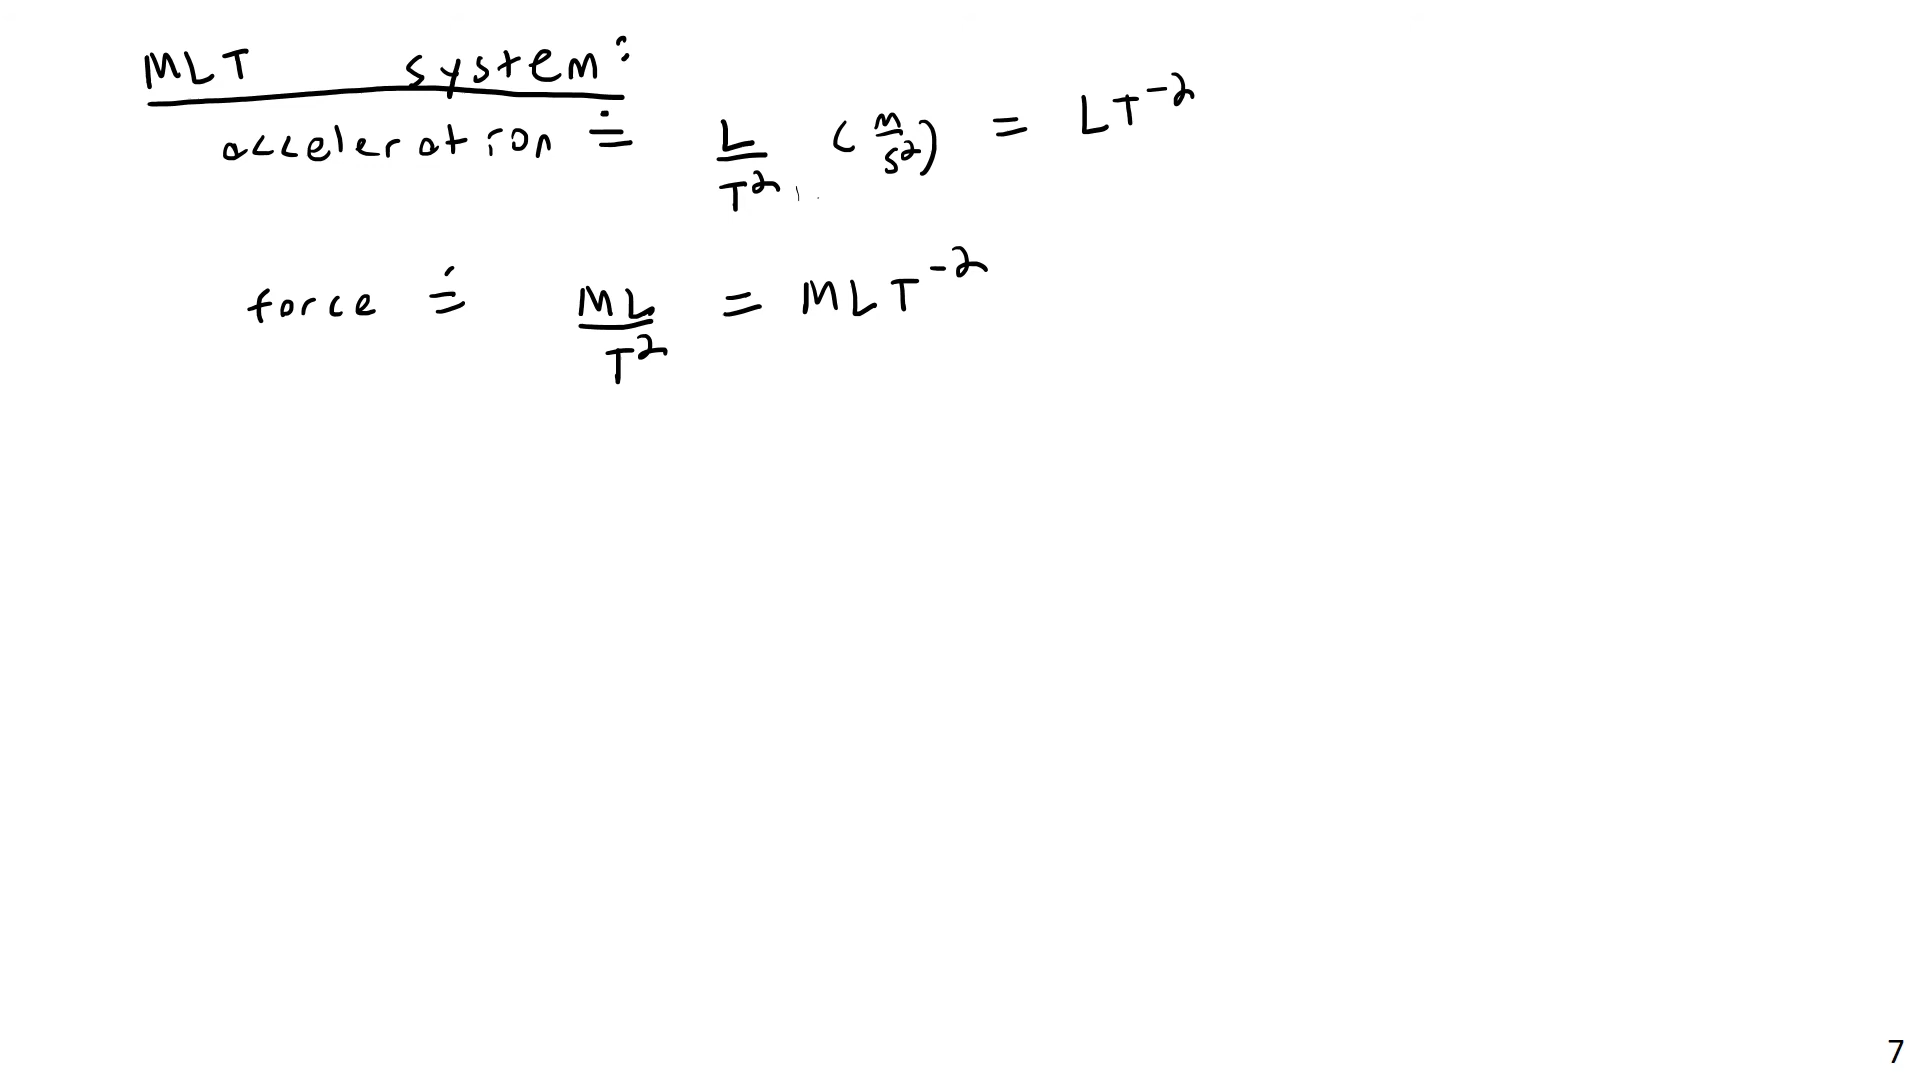 MLT system:
acceleration ≐ L/T² (m/s²) = LT⁻²
force ≐ ML/T² = MLT⁻²
7